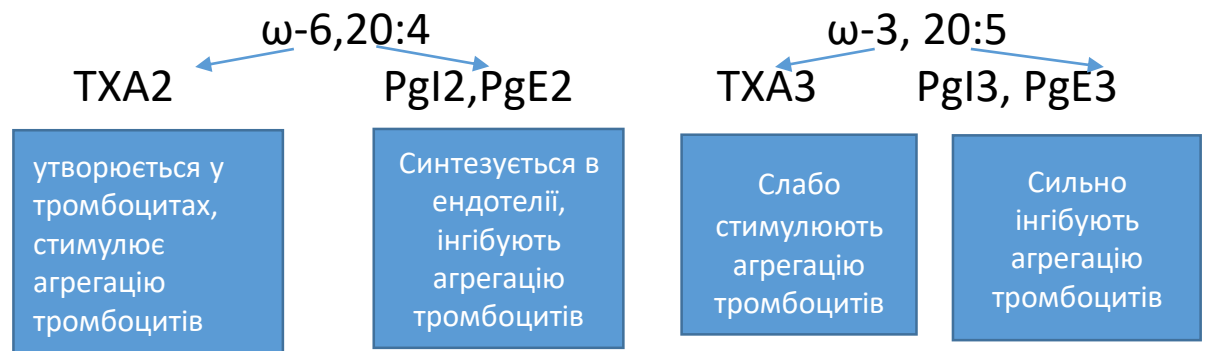 ω-6,20:4
ω-3, 20:5
TXA2
PgI2,PgE2
TXA3
PgI3, PgE3
утворюється у
тромбоцитах,
стимулює
агрегацію
тромбоцитів
Синтезується в
ендотелії,
інгібують
агрегацію
тромбоцитів
Слабо
стимулюють
агрегацію
тромбоцитів
Сильно
інгібують
агрегацію
тромбоцитів